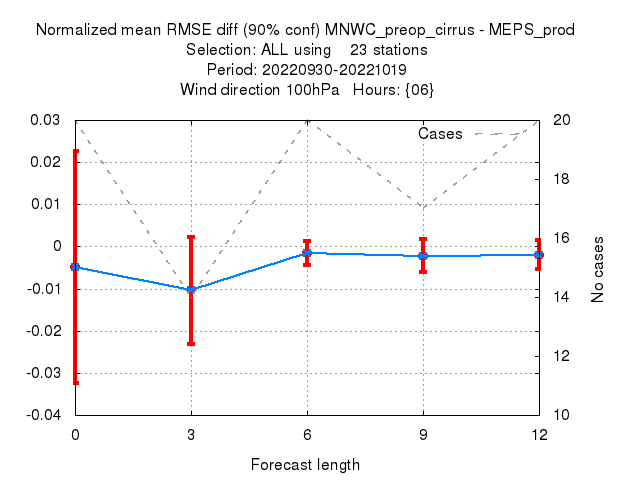 Normalized mean RMSE diff (90% conf) MNWC_preop_cirrus - MEPS_prod
Selection: ALL using 23 stations
Period: 20220930-20221019
Wind direction 100hPa Hours: {06}
Cases
0.03
0.02
0.01
0
-0.01
-0.02
-0.03
-0.04
20
18
16
14
12
10
No cases
0 3 6 9 12
Forecast length